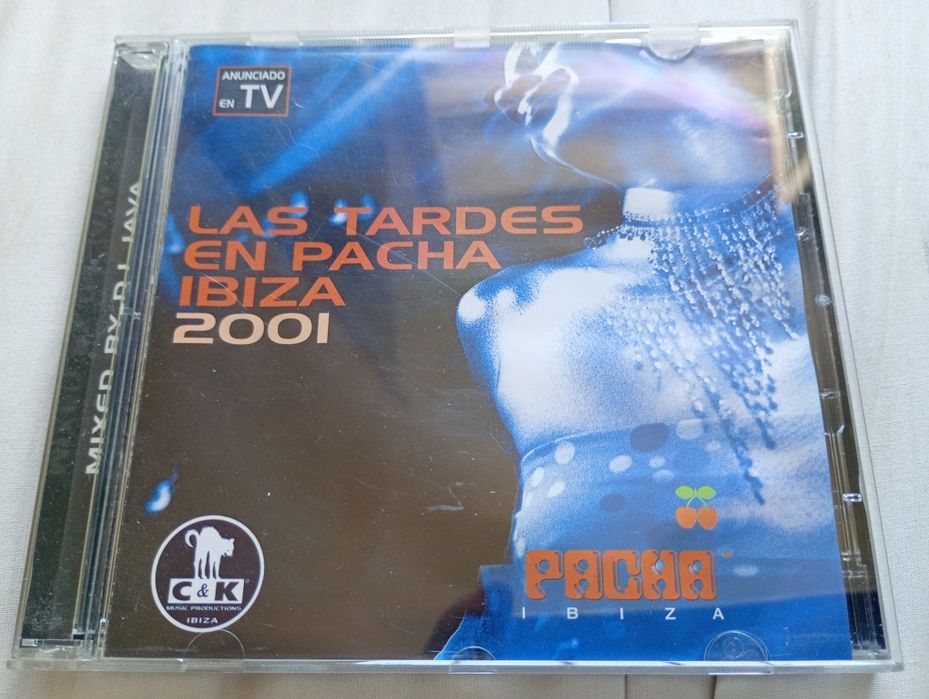 ANUNCIADO
EN TV
LAS TARDES
EN PACHA
IBIZA
2001
MIXED BY DJ JAVA
C & K
MUSIC PRODUCTIONS
IBIZA
PACHA
IBIZA